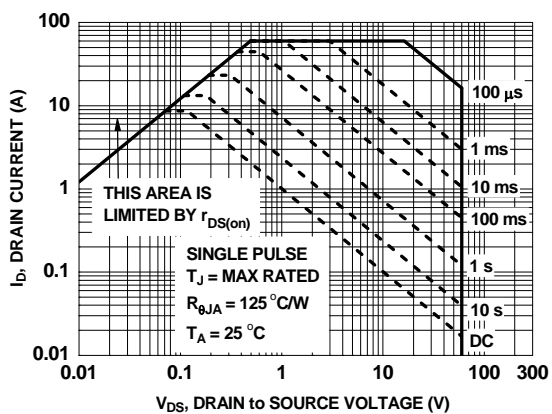 100
10
1
0.1
0.01
0.01
0.1
1
10
100
300
I_D, DRAIN CURRENT (A)
V_DS, DRAIN to SOURCE VOLTAGE (V)
100 μs
1 ms
10 ms
100 ms
1 s
10 s
DC
THIS AREA IS
LIMITED BY r_DS(on)
SINGLE PULSE
T_J = MAX RATED
R_θJA = 125 °C/W
T_A = 25 °C